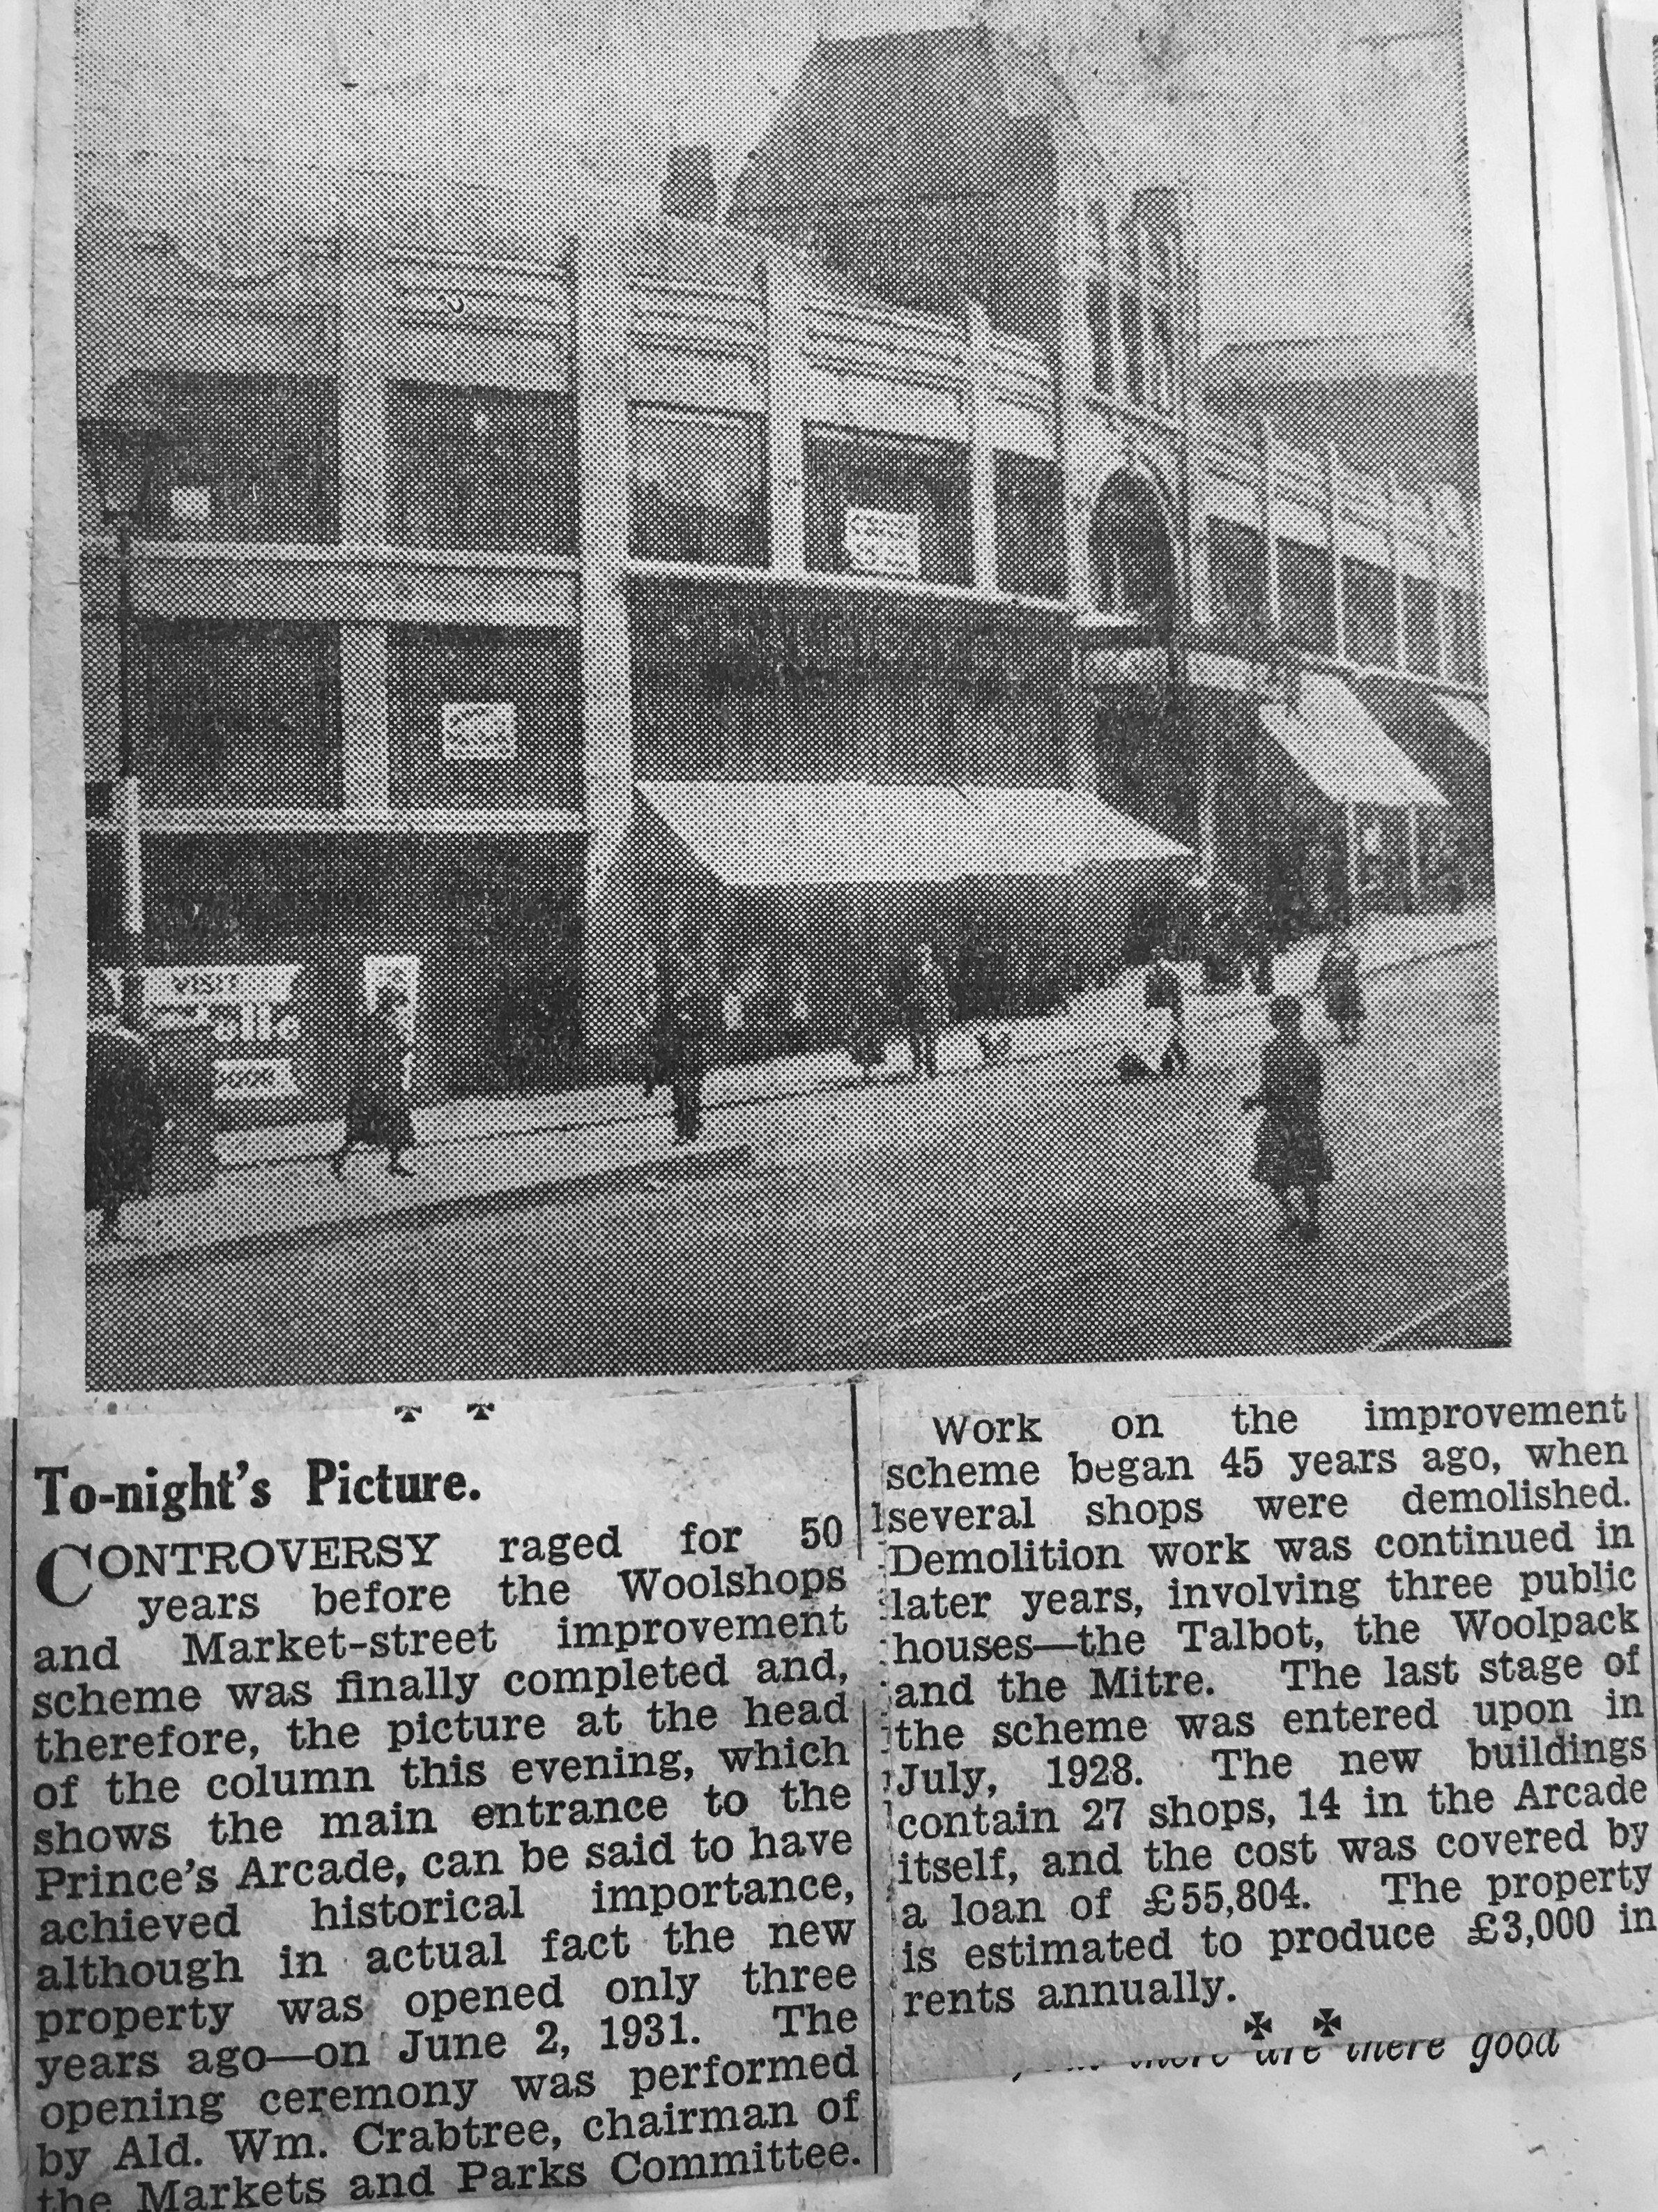 VISIT
To-night's Picture.
CONTROVERSY raged for 50
years before the Woolshops
and Market-street improvement
scheme was finally completed and,
therefore, the picture at the head
of the column this evening, which
shows the main entrance to the
Prince's Arcade, can be said to have
achieved historical importance,
although in actual fact the new
property was opened only three
years ago—on June 2, 1931. The
opening ceremony was performed
by Ald. Wm. Crabtree, chairman of
the Markets and Parks Committee.
Work on the improvement
scheme began 45 years ago, when
several shops were demolished.
Demolition work was continued in
later years, involving three public
houses—the Talbot, the Woolpack
and the Mitre. The last stage of
the scheme was entered upon in
July, 1928. The new buildings
contain 27 shops, 14 in the Arcade
itself, and the cost was covered by
a loan of £55,804. The property
is estimated to produce £3,000 in
rents annually.
there are there good